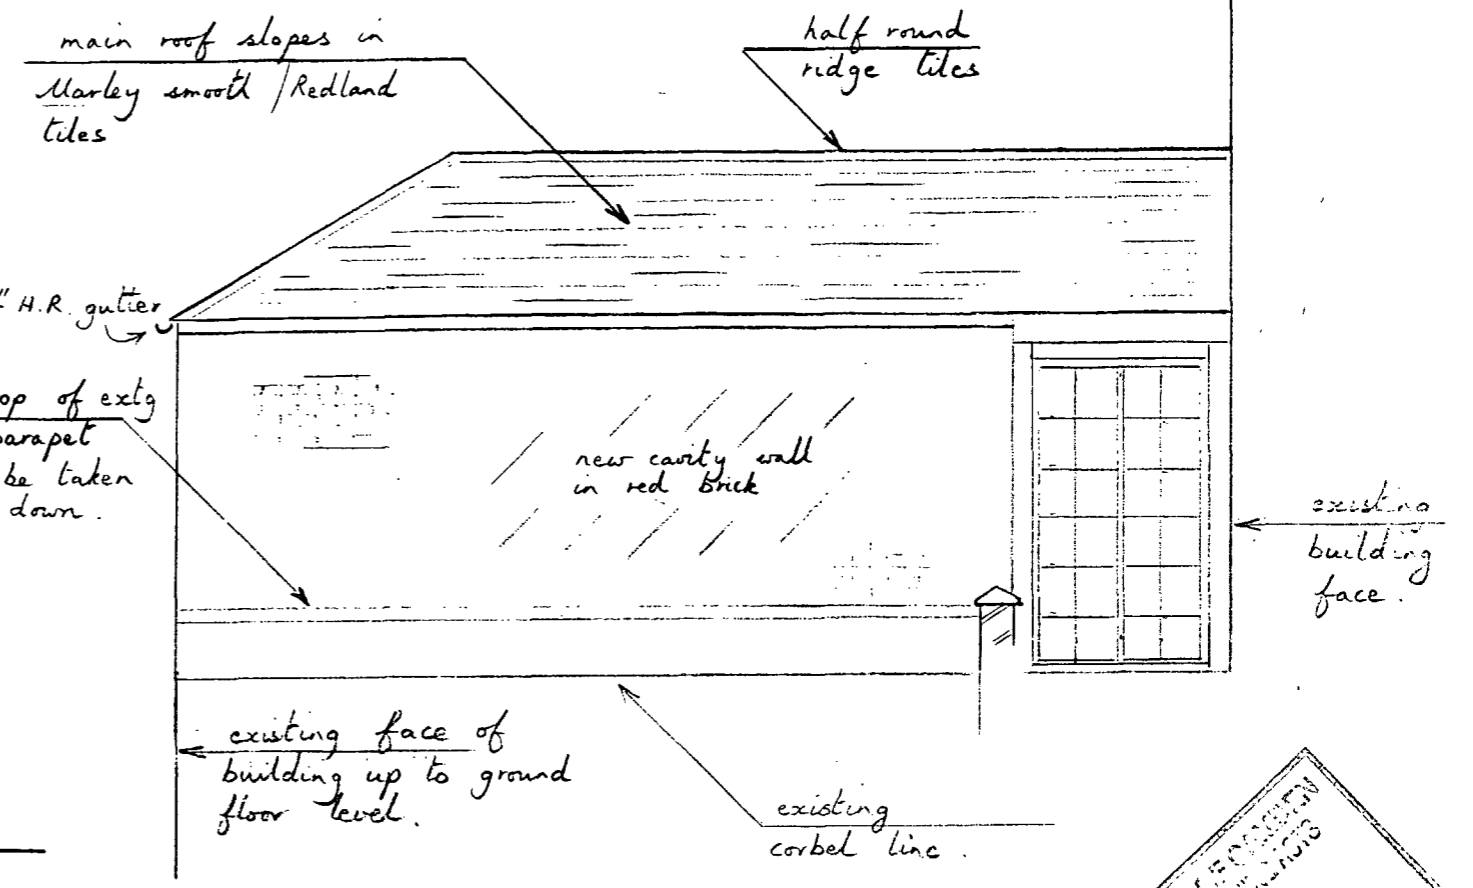 main roof slopes in
Marley smooth / Redland
tiles
half round
ridge tiles
" H.R. gutter
op of extg
parapet
be taken
down.
new cavity wall
in red brick
existing
building
face.
existing face of
building up to ground
floor level.
existing
corbel line.